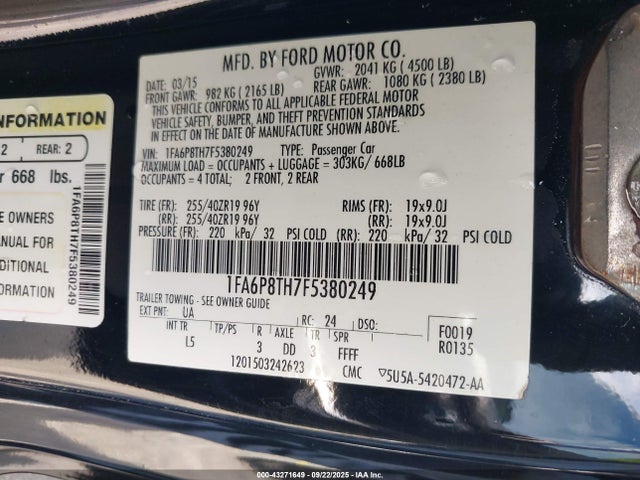 MFD. BY FORD MOTOR CO.
DATE: 03/15
GVWR: 2041 KG ( 4500 LB)
FRONT GAWR: 982 KG ( 2165 LB)
REAR GAWR: 1080 KG ( 2380 LB)
THIS VEHICLE CONFORMS TO ALL APPLICABLE FEDERAL MOTOR
VEHICLE SAFETY, BUMPER, AND THEFT PREVENTION STANDARDS
IN EFFECT ON THE DATE OF MANUFACTURE SHOWN ABOVE.
VIN: 1FA6P8TH7F5380249 TYPE: Passenger Car
MAXIMUM LOAD = OCCUPANTS + LUGGAGE = 303KG/ 668LB
OCCUPANTS = 4 TOTAL; 2 FRONT, 2 REAR
TIRE (FR): 255/40ZR19 96Y RIMS (FR): 19x9.0J
(RR): 255/40ZR19 96Y (RR): 19x9.0J
PRESSURE (FR): 220 kPa/ 32 PSI COLD (RR): 220 kPa/ 32 PSI COLD
1FA6P8TH7F5380249
TRAILER TOWING - SEE OWNER GUIDE
EXT PNT: UA RC: 24 DSO:
INT TR TP/PS R AXLE TR SPR
L5 3 DD 3 FFFF
F0019
R0135
1201503242623 CMC ▽5U5A-5420472-AA
NFORMATION
2 REAR: 2
r 668 lbs.
E OWNERS
ANUAL FOR
DDITIONAL
ORMATION
1FA6P8TH7F5380249
000-43271649 - 09/22/2025 - IAAI.COM